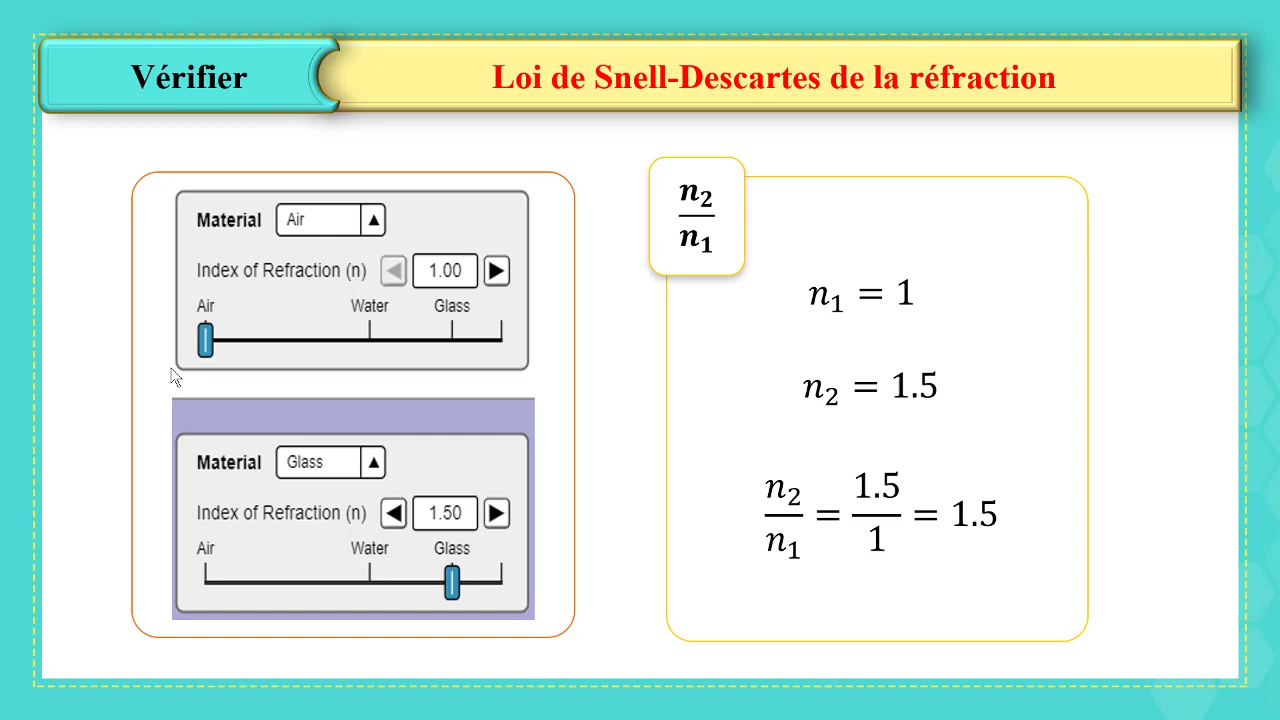 Vérifier
Loi de Snell-Descartes de la réfraction
Material Air ▲
Index of Refraction (n) ◀ 1.00 ▶
Air Water Glass
Material Glass ▲
Index of Refraction (n) ◀ 1.50 ▶
Air Water Glass
n₂/n₁
n₁ = 1
n₂ = 1.5
n₂/n₁ = 1.5/1 = 1.5